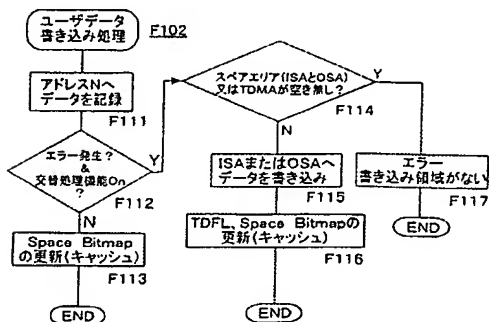 ユーザデータ
書き込み処理
F102
アドレスNへ
データを記録
F111
エラー発生?
&
交替処理機能On
?
Y
F112
N
Space Bitmap
の更新(キャッシュ)
F113
END
スペアエリア(ISAとOSA)
又はTDMAが空き無し?
Y
F114
N
ISAまたはOSAへ
データを書き込み
F115
TDFL、Space Bitmapの
更新(キャッシュ)
F116
END
エラー
書き込み領域がない
F117
END